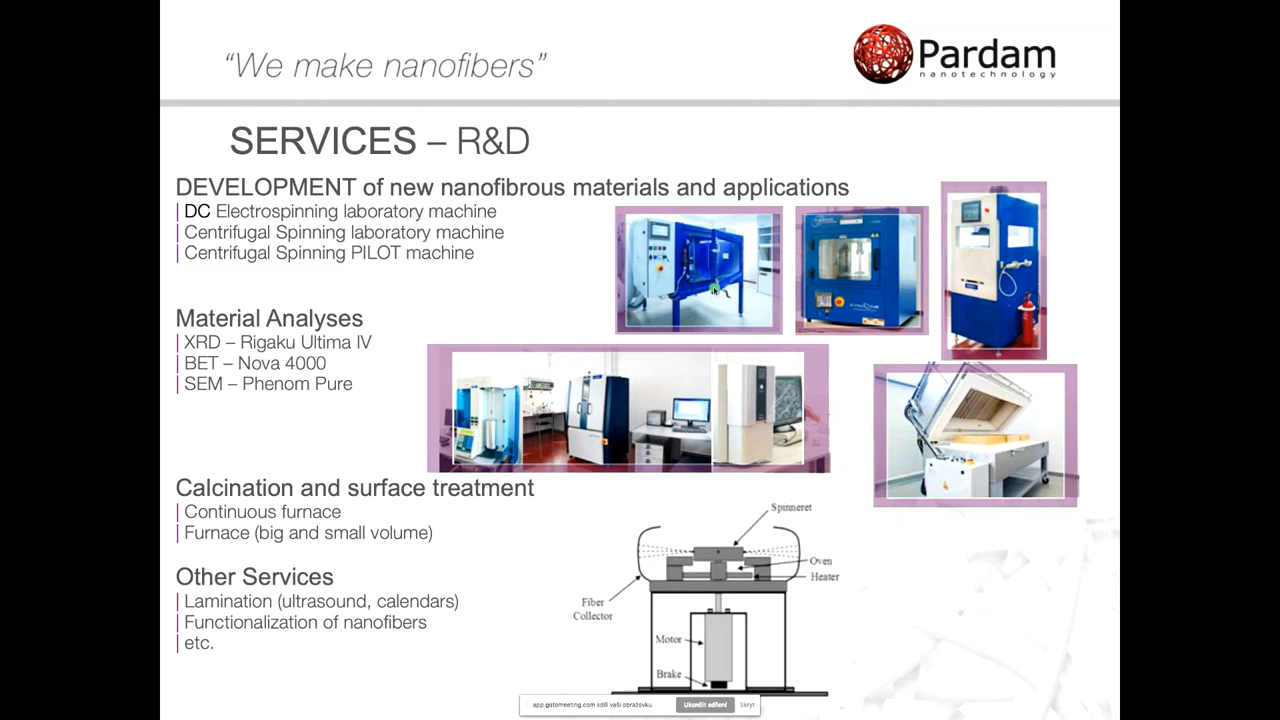 “We make nanofibers”
Pardam
nanotechnology
SERVICES – R&D
DEVELOPMENT of new nanofibrous materials and applications
DC Electrospinning laboratory machine
Centrifugal Spinning laboratory machine
Centrifugal Spinning PILOT machine
Material Analyses
XRD – Rigaku Ultima IV
BET – Nova 4000
SEM – Phenom Pure
Calcination and surface treatment
Continuous furnace
Furnace (big and small volume)
Other Services
Lamination (ultrasound, calendars)
Functionalization of nanofibers
etc.
Spinneret
Oven
Heater
Fiber
Collector
Motor
Brake
app.gotomeeting.com sdílí vaši obrazovku.
Ukončit sdílení
Skrýt